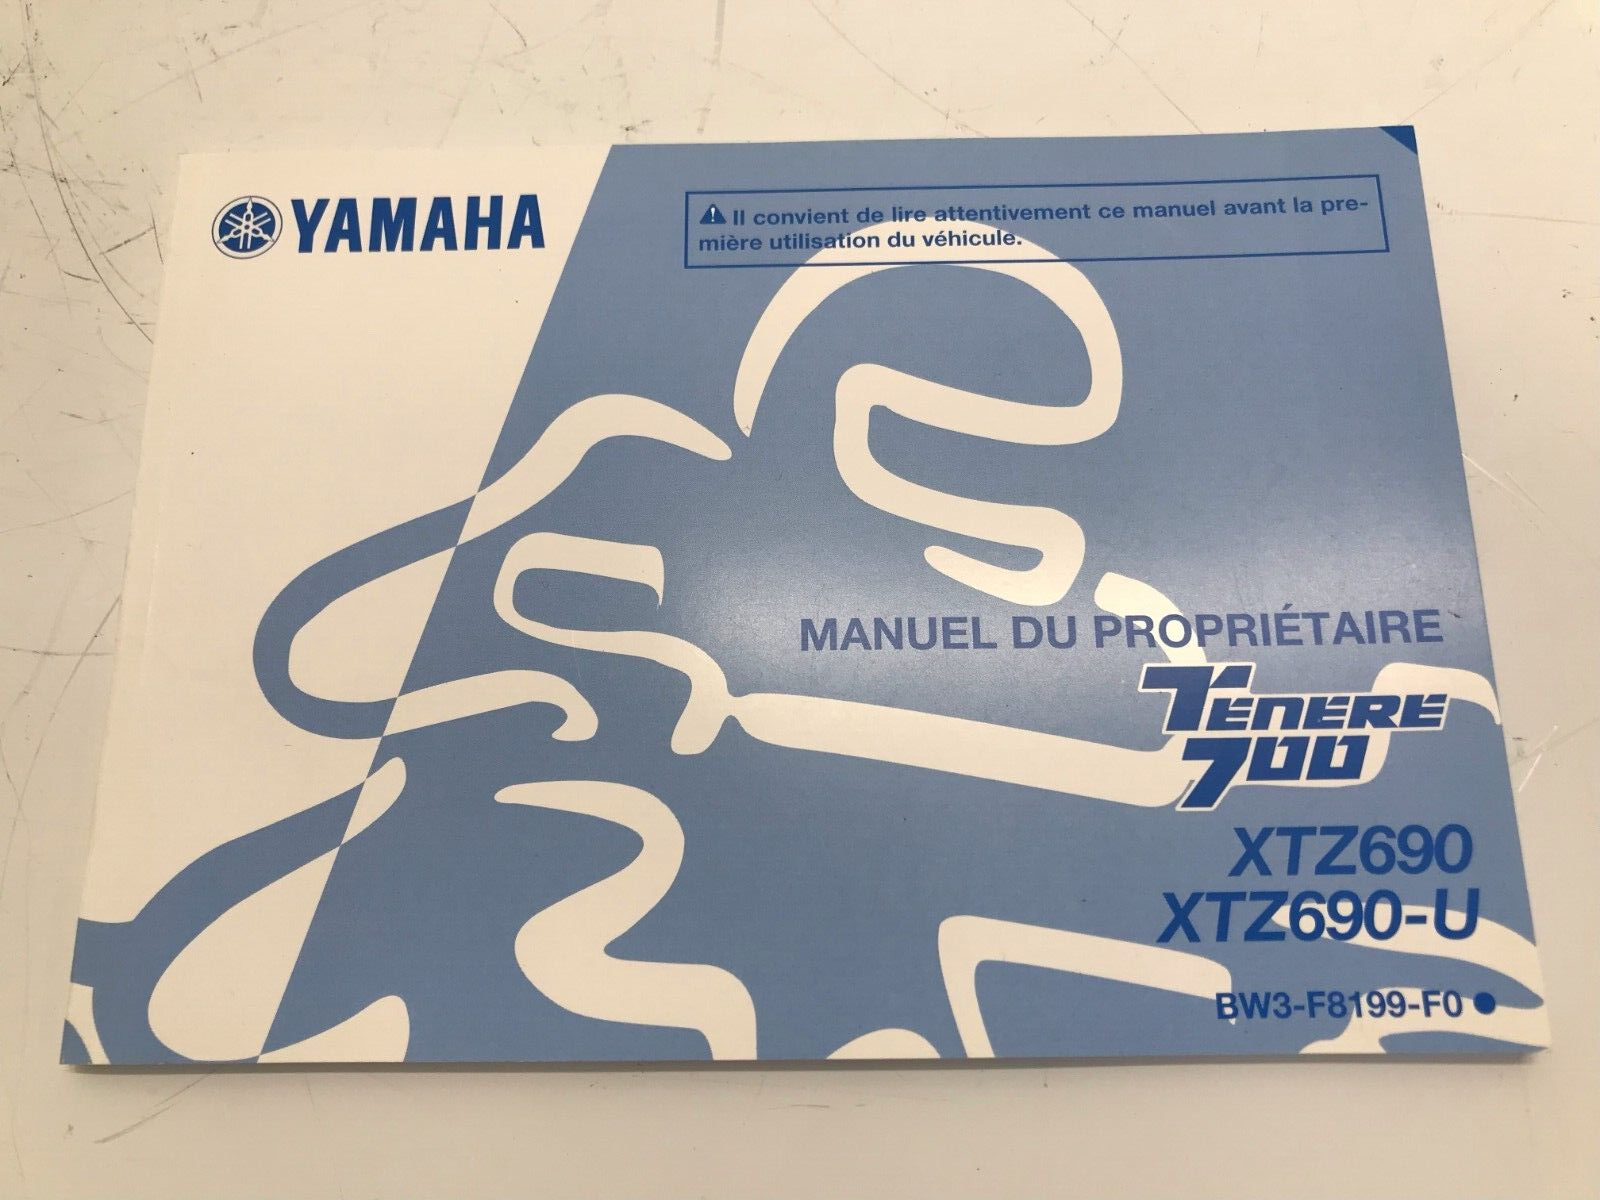 YAMAHA
Il convient de lire attentivement ce manuel avant la pre-
mière utilisation du véhicule.
MANUEL DU PROPRIÉTAIRE
TÉNÉRÉ
700
XTZ690
XTZ690-U
BW3-F8199-F0